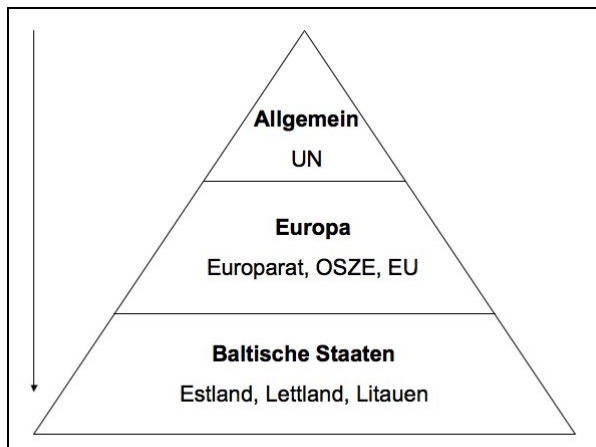 Allgemein
UN
Europa
Europarat, OSZE, EU
Baltische Staaten
Estland, Lettland, Litauen